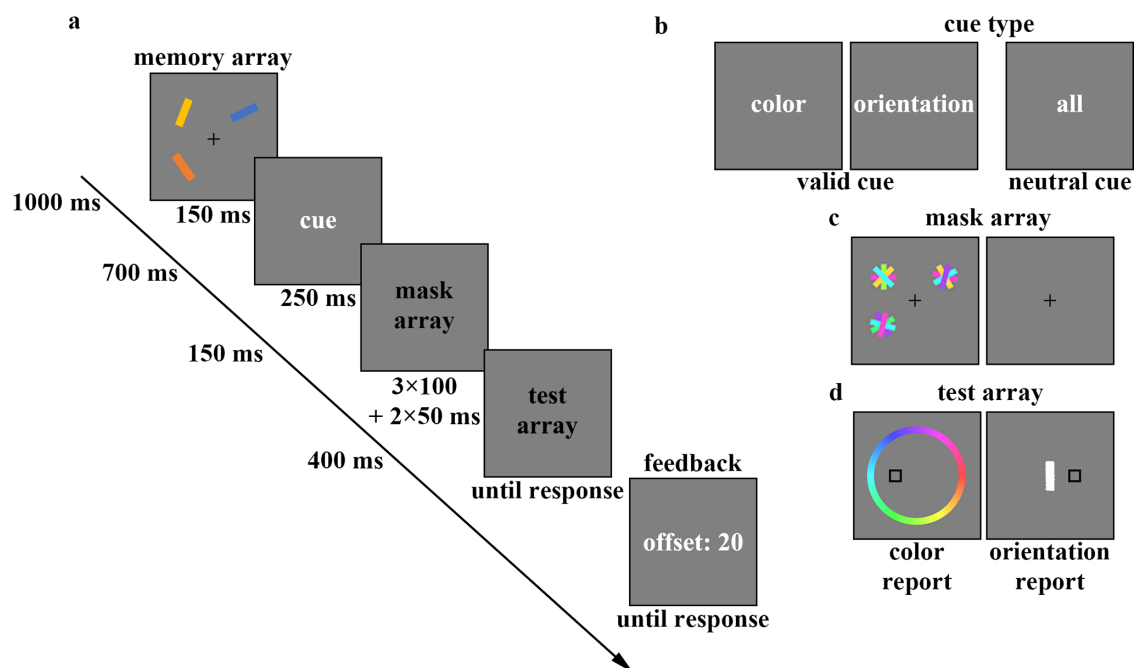 a
memory array
150 ms
1000 ms
cue
250 ms
700 ms
mask
array
3×100
+ 2×50 ms
150 ms
test
array
until response
400 ms
feedback
offset: 20
until response
b
cue type
color
orientation
all
valid cue
neutral cue
c
mask array
d
test array
color
report
orientation
report